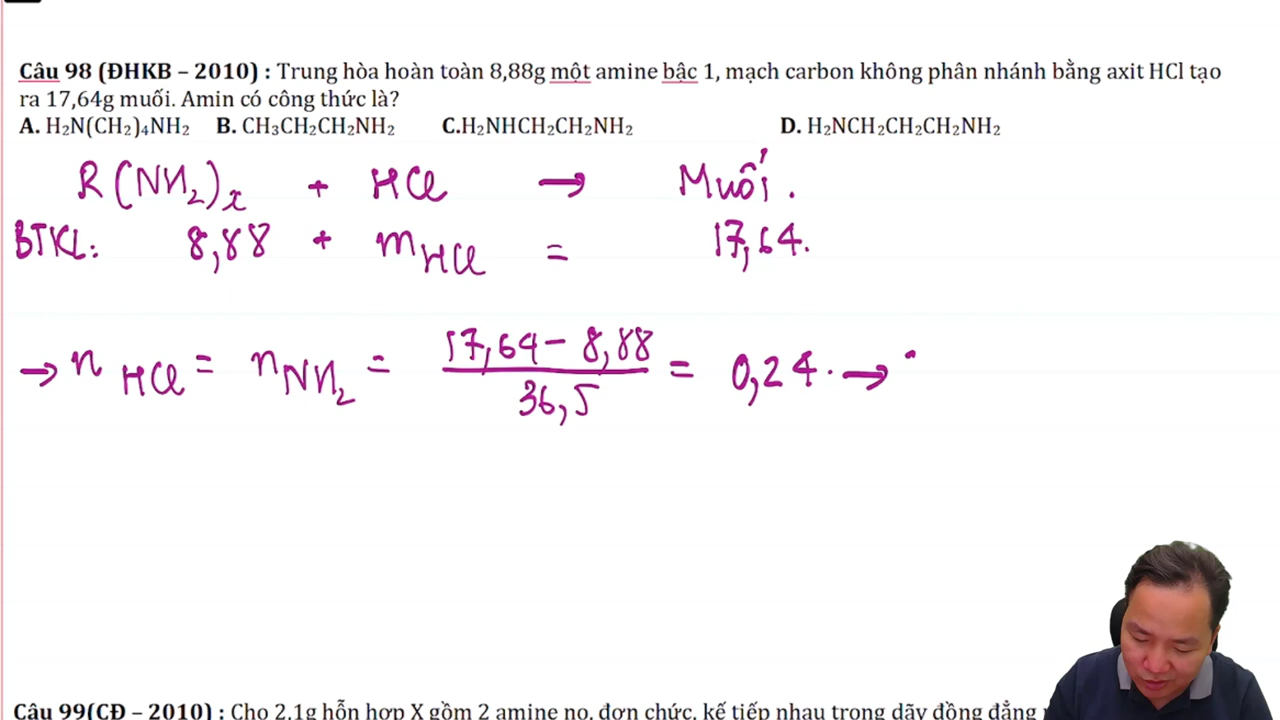 Câu 98 (ĐHKB – 2010) : Trung hòa hoàn toàn 8,88g một amine bậc 1, mạch carbon không phân nhánh bằng axit HCl tạo
ra 17,64g muối. Amin có công thức là?
A. H₂N(CH₂)₄NH₂ B. CH₃CH₂CH₂NH₂ C.H₂NHCH₂CH₂NH₂ D. H₂NCH₂CH₂CH₂NH₂
R(NH₂)ₓ + HCl → Muối.
BTKL: 8,88 + mHCl = 17,64.
→ nHCl = nNH₂ = (17,64 - 8,88)/36,5 = 0,24. →
Câu 99(CĐ – 2010) : Cho 2,1g hỗn hợp X gồm 2 amine no, đơn chức, kế tiếp nhau trong dãy đồng đẳng